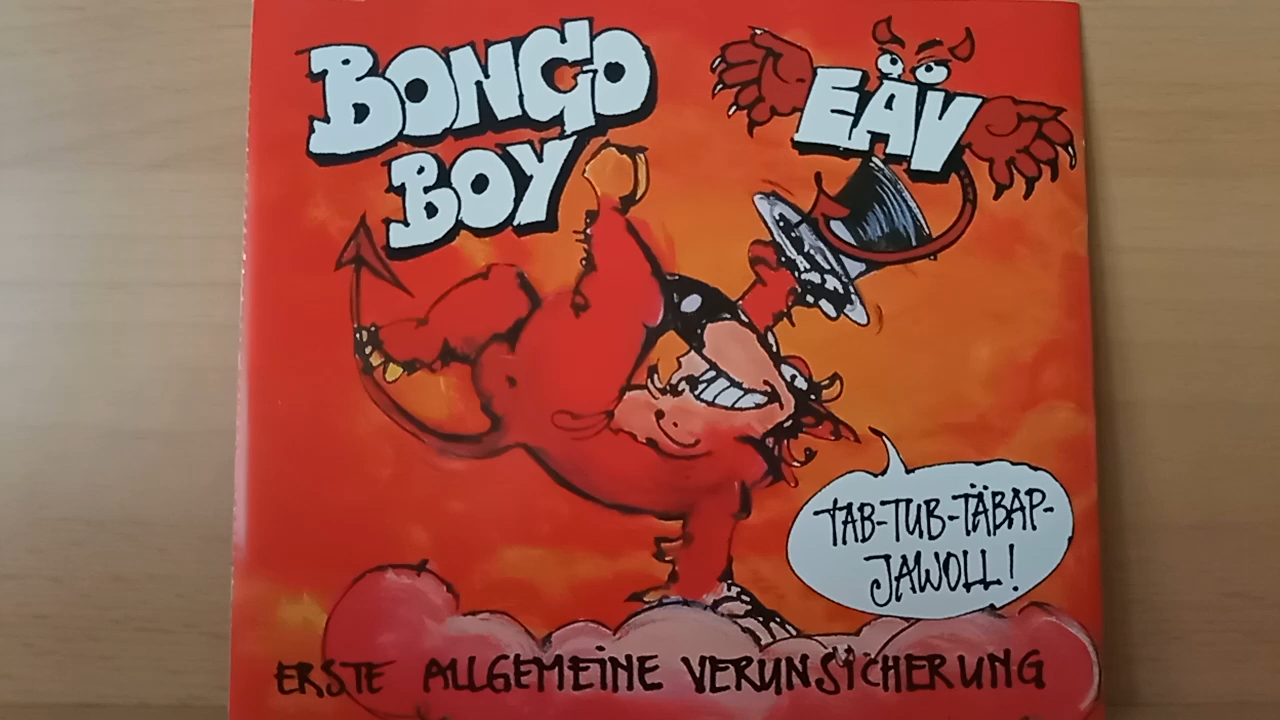 BONGO
BOY
EAV
TAB-TUB-TÄBAP-
JAWOLL!
ERSTE ALLGEMEINE VERUNSICHERUNG